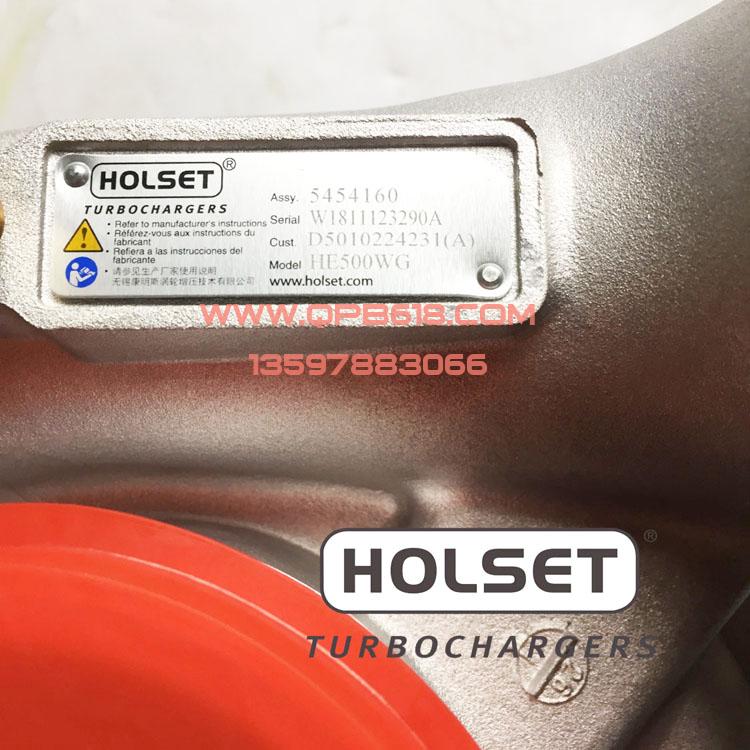 HOLSET®
TURBOCHARGERS
• Refer to manufacturer's instructions
• Référez-vous aux instructions du
fabricant
• Refiera a las instrucciones del
fabricante
• 请参见生产厂家使用说明
无锡康明斯涡轮增压技术有限公司
Assy. 5454160
Serial W1811123290A
Cust. D5010224231(A)
Model HE500WG
www.holset.com
WWW.QPB618.COM
13597883066
HOLSET®
TURBOCHARGERS